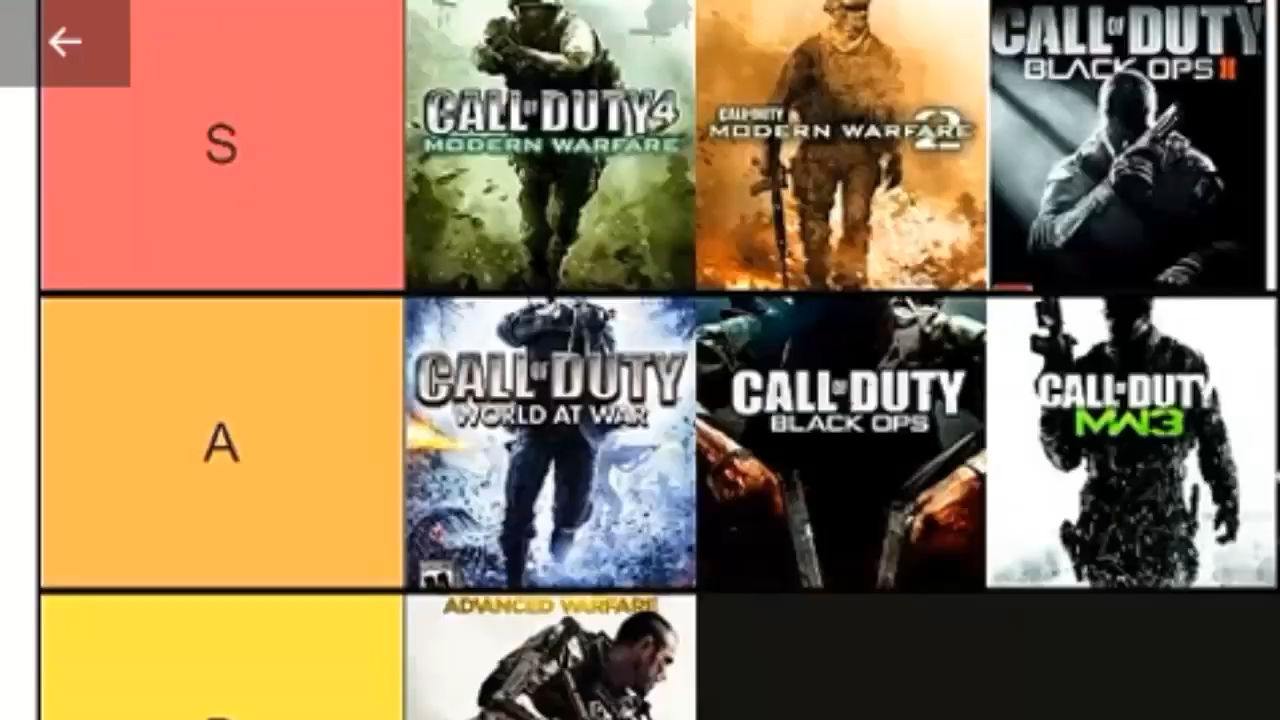 S
CALL OF DUTY 4
MODERN WARFARE
CALL OF DUTY
MODERN WARFARE 2
CALL OF DUTY
BLACK OPS II
A
CALL OF DUTY
WORLD AT WAR
CALL OF DUTY
BLACK OPS
CALL OF DUTY
MW3
M
ADVANCED WARFARE